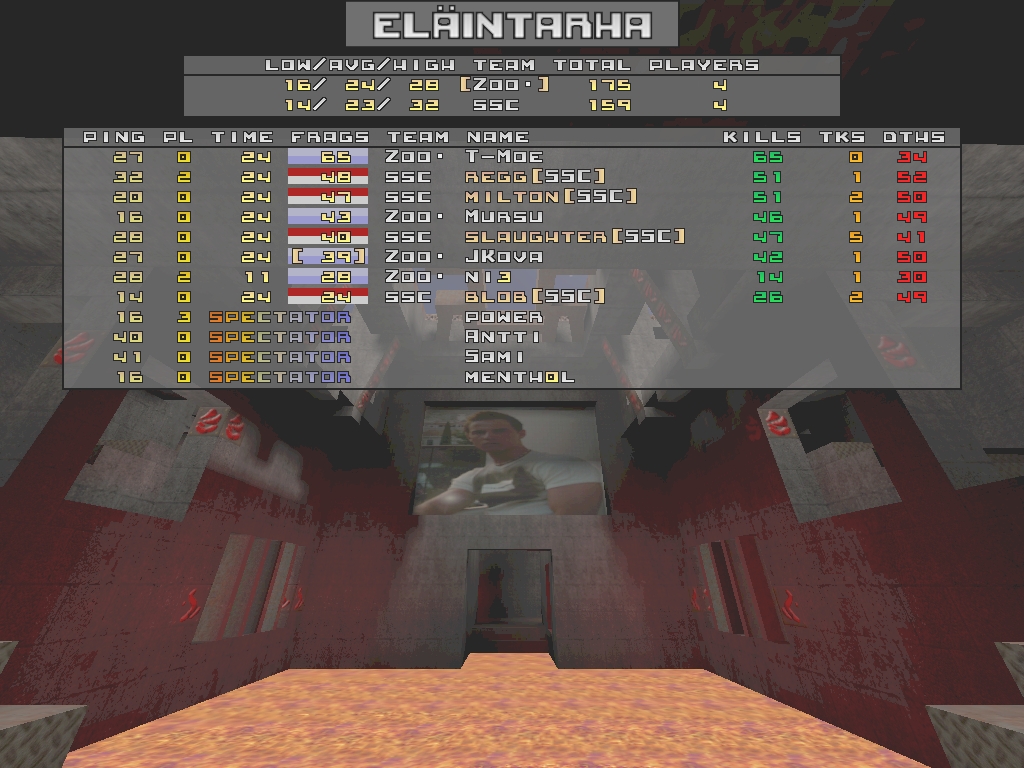 ELÄINTARHA
LOW/AVG/HIGH TEAM TOTAL PLAYERS
16/ 24/ 28 [ZOO·] 175 4
14/ 23/ 32 SSC 159 4
PING PL TIME FRAGS TEAM NAME KILLS TKS DTHS
27 0 24 65 ZOO· T-MOE 65 0 34
32 2 24 48 SSC REGG[SSC] 51 1 52
20 0 24 47 SSC MILTON[SSC] 51 2 50
16 0 24 43 ZOO· MURSU 46 1 49
28 0 24 40 SSC SLAUGHTER[SSC] 47 5 41
27 0 24 [ 39] ZOO· JKOVA 42 1 50
28 2 11 28 ZOO· NI3 14 1 30
14 0 24 24 SSC BLOB[SSC] 26 2 49
16 3 SPECTATOR POWER
40 0 SPECTATOR ANTTI
41 0 SPECTATOR SAMI
16 0 SPECTATOR MENTHOL